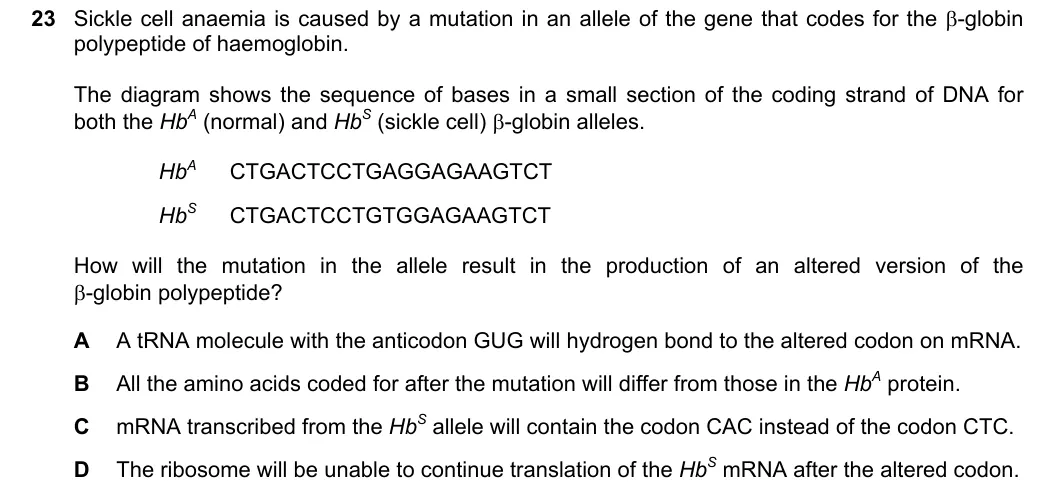 23 Sickle cell anaemia is caused by a mutation in an allele of the gene that codes for the β-globin
polypeptide of haemoglobin.
The diagram shows the sequence of bases in a small section of the coding strand of DNA for
both the Hbᴬ (normal) and Hbˢ (sickle cell) β-globin alleles.
Hbᴬ CTGACTCCTGAGGAGAAGTCT
Hbˢ CTGACTCCTGTGGAGAAGTCT
How will the mutation in the allele result in the production of an altered version of the
β-globin polypeptide?
A A tRNA molecule with the anticodon GUG will hydrogen bond to the altered codon on mRNA.
B All the amino acids coded for after the mutation will differ from those in the Hbᴬ protein.
C mRNA transcribed from the Hbˢ allele will contain the codon CAC instead of the codon CTC.
D The ribosome will be unable to continue translation of the Hbˢ mRNA after the altered codon.